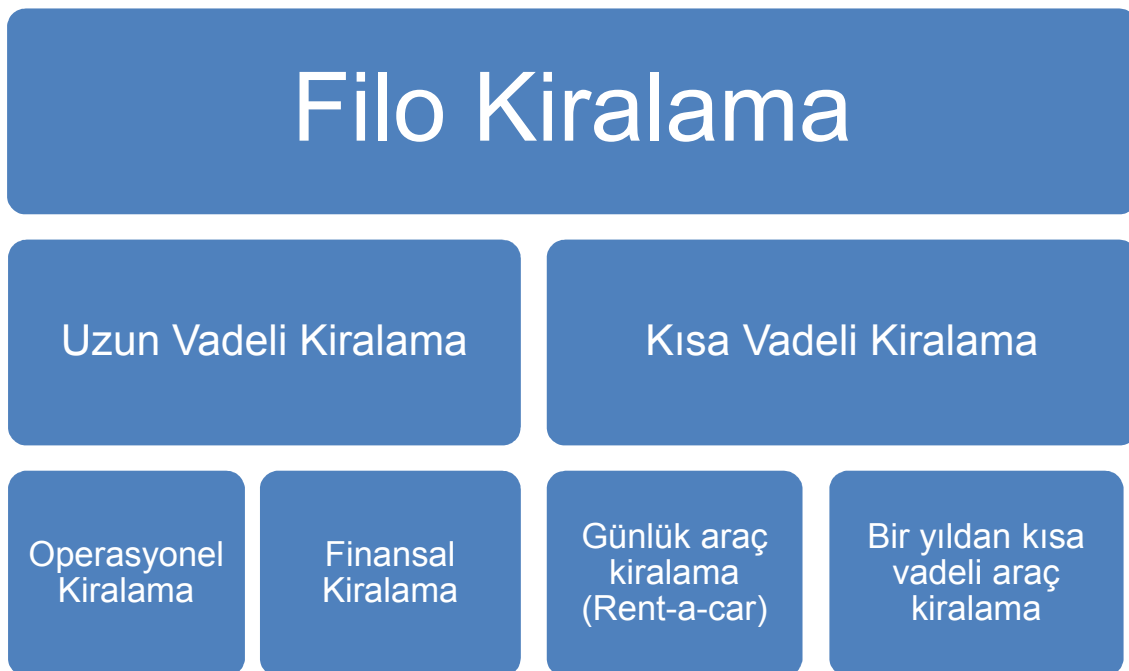 Filo Kiralama
Uzun Vadeli Kiralama
Kısa Vadeli Kiralama
Operasyonel
Kiralama
Finansal
Kiralama
Günlük araç
kiralama
(Rent-a-car)
Bir yıldan kısa
vadeli araç
kiralama